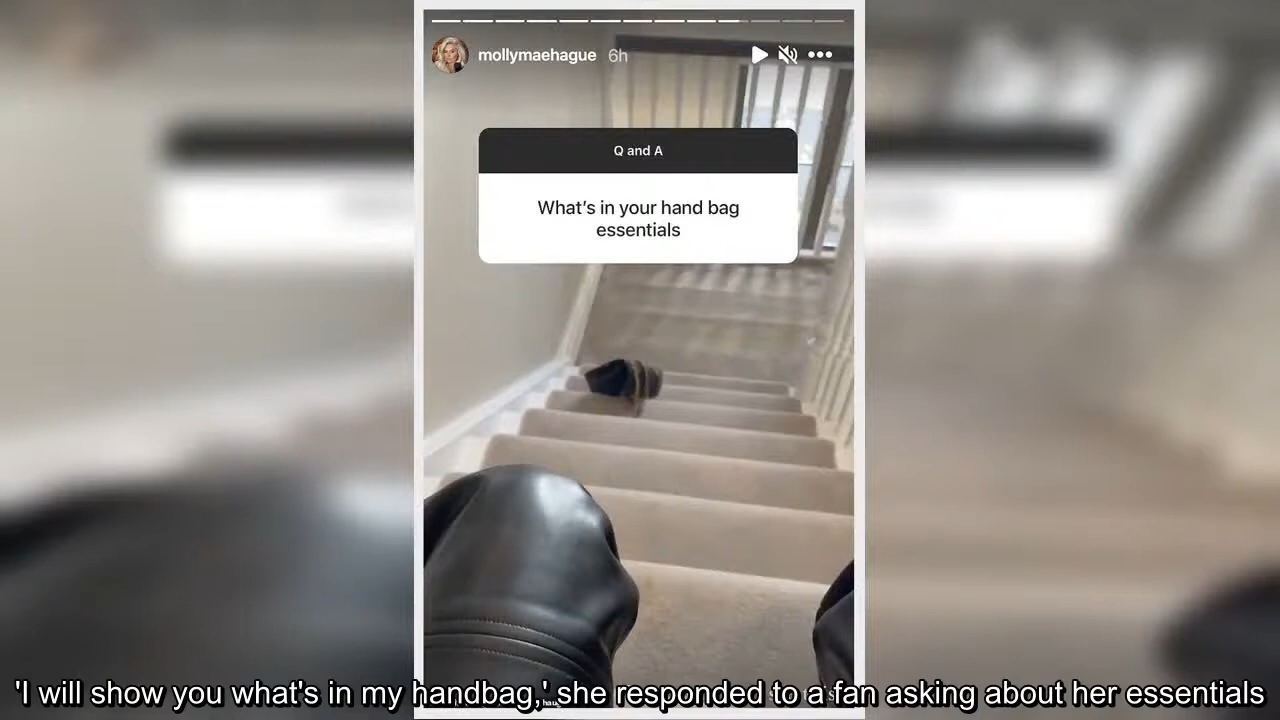 mollymaehague 6h
Q and A
What's in your hand bag
essentials
'I will show you what's in my handbag,' she responded to a fan asking about her essentials